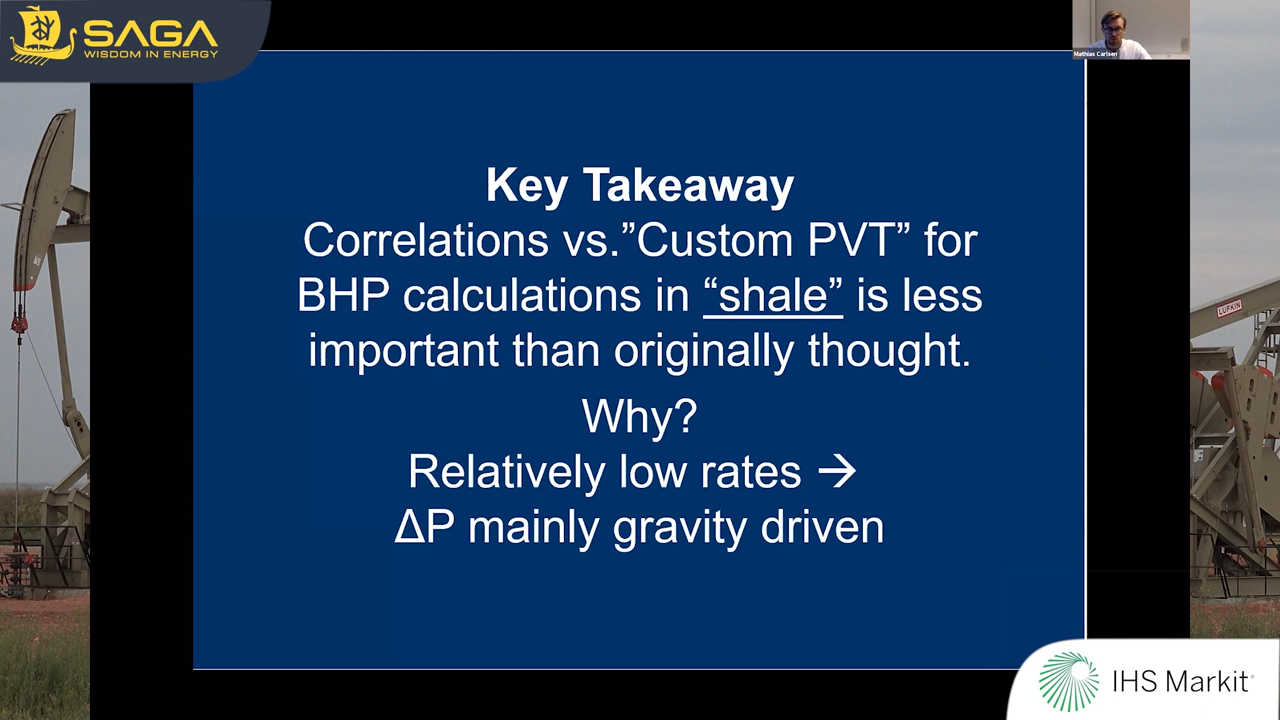 SAGA
WISDOM IN ENERGY
Mathias Carlsen
Key Takeaway
Correlations vs.”Custom PVT” for
BHP calculations in “shale” is less
important than originally thought.
Why?
Relatively low rates →
ΔP mainly gravity driven
LUFKIN
IHS Markit®